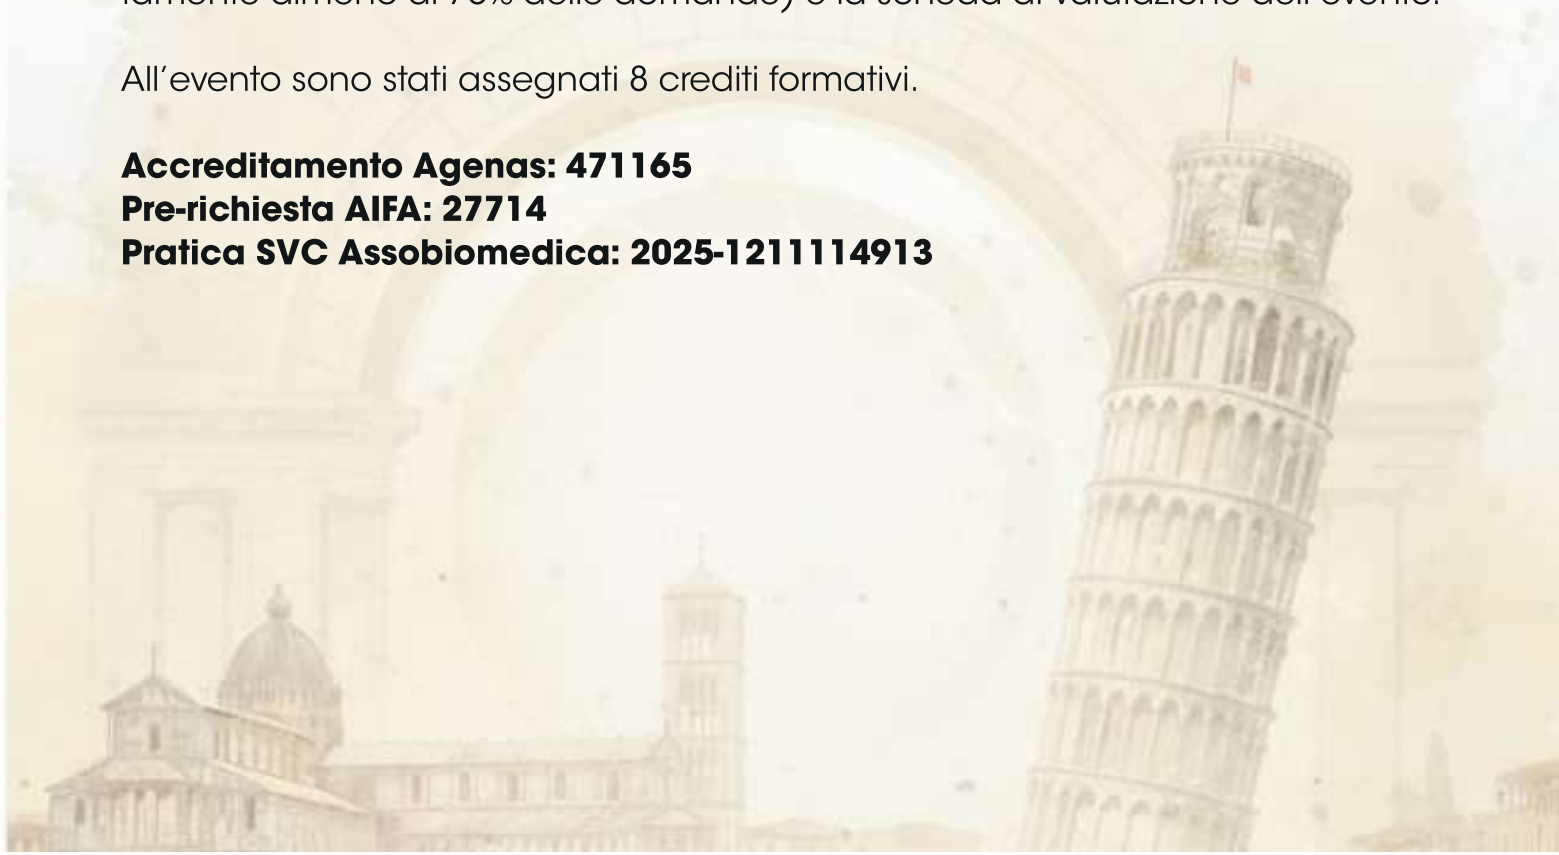 All'evento sono stati assegnati 8 crediti formativi.
Accreditamento Agenas: 471165
Pre-richiesta AIFA: 27714
Pratica SVC Assobiomedica: 2025-1211114913